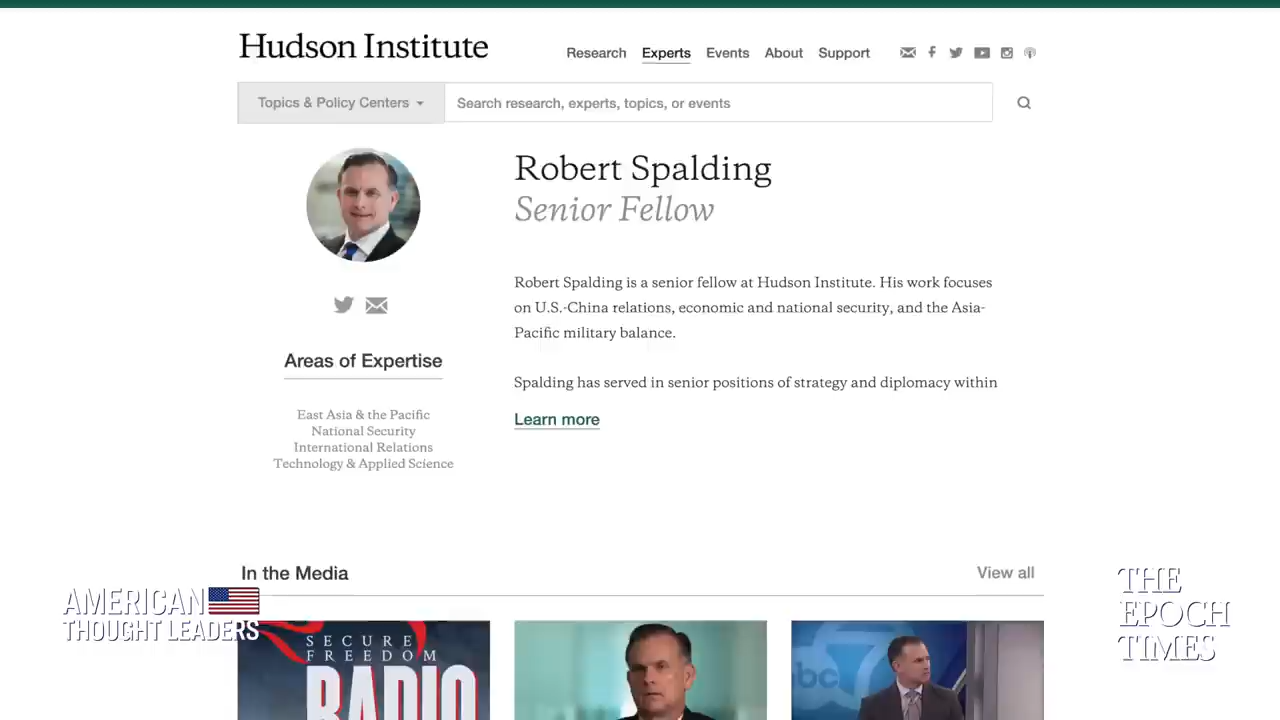 Hudson Institute
Research Experts Events About Support
Topics & Policy Centers
Search research, experts, topics, or events
Robert Spalding
Senior Fellow
Robert Spalding is a senior fellow at Hudson Institute. His work focuses
on U.S.-China relations, economic and national security, and the Asia-
Pacific military balance.
Spalding has served in senior positions of strategy and diplomacy within
Learn more
Areas of Expertise
East Asia & the Pacific
National Security
International Relations
Technology & Applied Science
In the Media
View all
AMERICAN
THOUGHT LEADERS
THE
EPOCH
TIMES
SECURE
FREEDOM
RADIO
abc 7